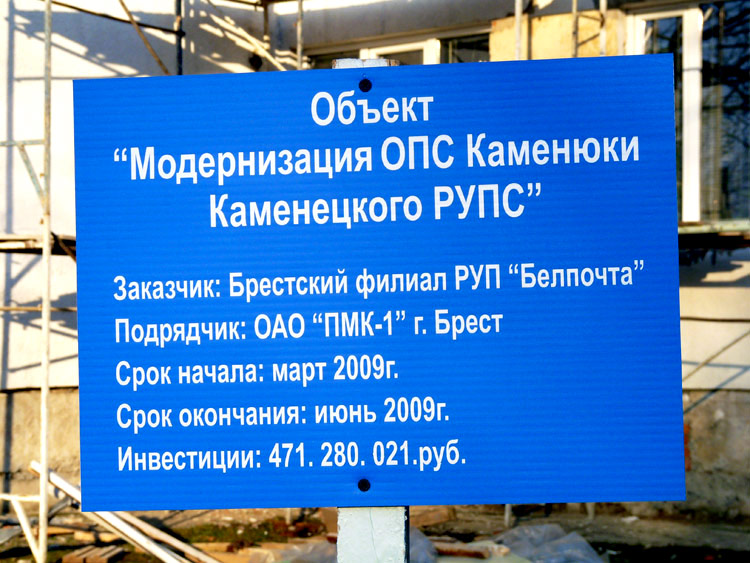 Объект
“Модернизация ОПС Каменюки
Каменецкого РУПС”
Заказчик: Брестский филиал РУП “Белпочта”
Подрядчик: ОАО “ПМК-1” г. Брест
Срок начала: март 2009г.
Срок окончания: июнь 2009г.
Инвестиции: 471. 280. 021.руб.